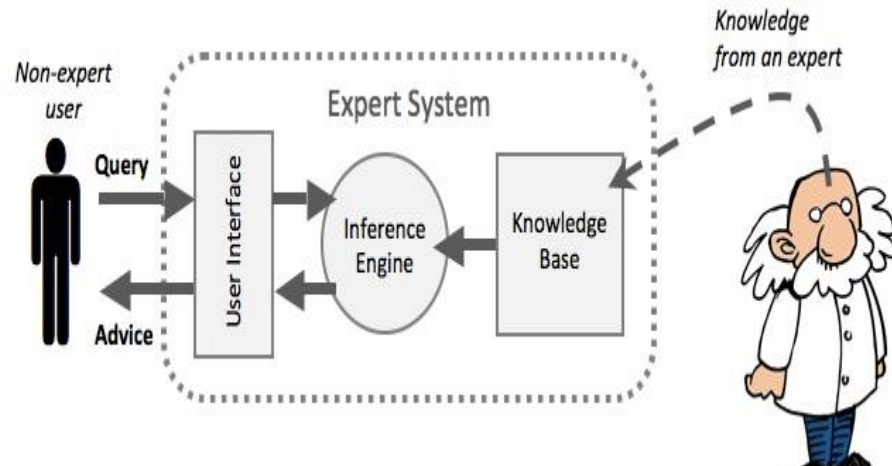 Non-expert
user
Knowledge
from an expert
Expert System
Query
Advice
User Interface
Inference
Engine
Knowledge
Base